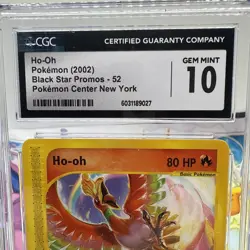 CGC
CERTIFIED GUARANTY COMPANY
Ho-Oh
Pokémon (2002)
Black Star Promos - 52
Pokémon Center New York
GEM MINT
10
6031189027
Ho-oh
80 HP
Basic Pokémon